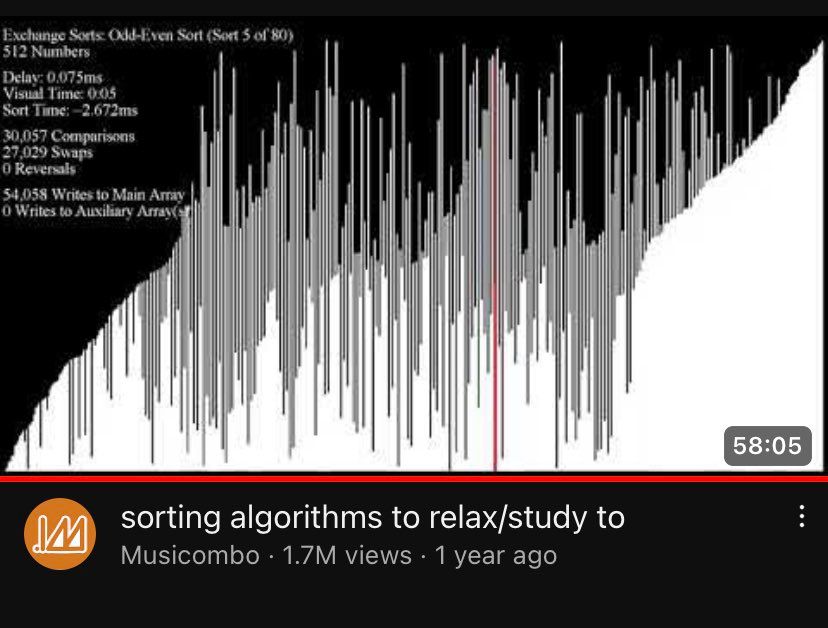 Exchange Sorts: Odd-Even Sort (Sort 5 of 80)
512 Numbers
Delay: 0.075ms
Visual Time: 0:05
Sort Time: ~2.672ms
30,057 Comparisons
27,029 Swaps
0 Reversals
54,058 Writes to Main Array
0 Writes to Auxiliary Array(s)
58:05
sorting algorithms to relax/study to
Musicombo · 1.7M views · 1 year ago